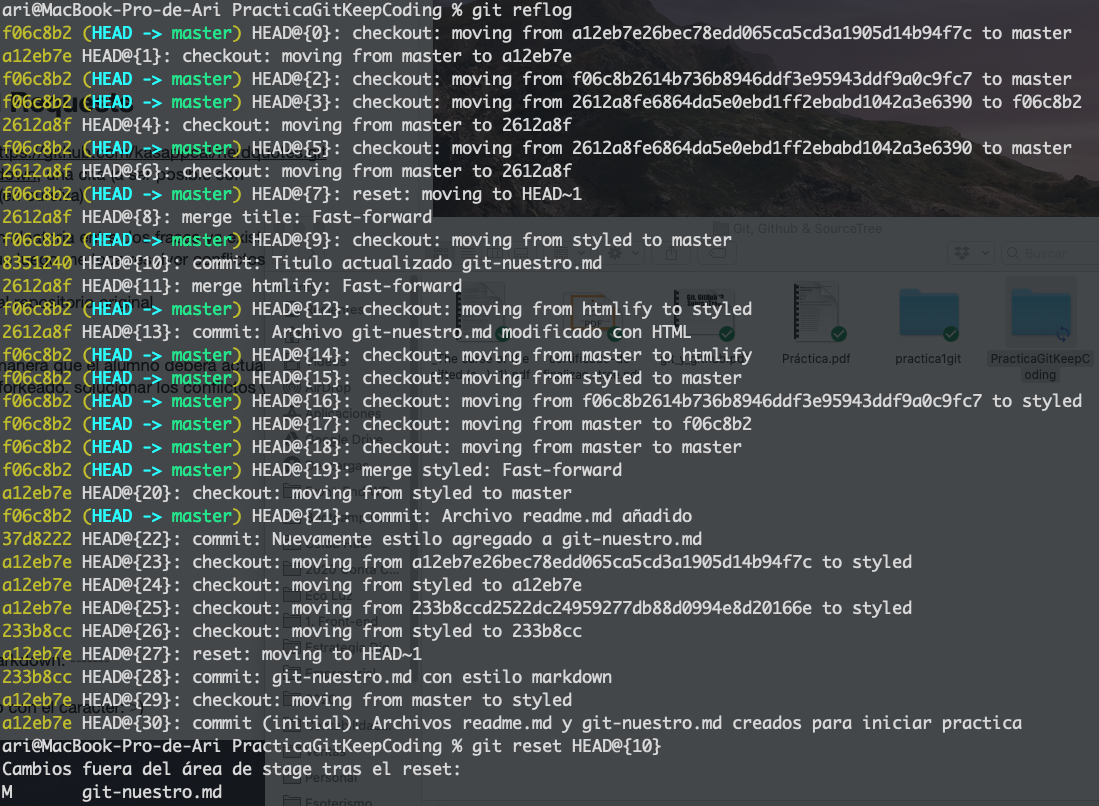 ari@MacBook-Pro-de-Ari PracticaGitKeepCoding % git reflog
f06c8b2 (HEAD -> master) HEAD@{0}: checkout: moving from a12eb7e26bec78edd065ca5cd3a1905d14b94f7c to master
a12eb7e HEAD@{1}: checkout: moving from master to a12eb7e
f06c8b2 (HEAD -> master) HEAD@{2}: checkout: moving from f06c8b2614b736b8946ddf3e95943ddf9a0c9fc7 to master
f06c8b2 (HEAD -> master) HEAD@{3}: checkout: moving from 2612a8fe6864da5e0ebd1ff2ebabd1042a3e6390 to f06c8b2
2612a8f HEAD@{4}: checkout: moving from master to 2612a8f
f06c8b2 (HEAD -> master) HEAD@{5}: checkout: moving from 2612a8fe6864da5e0ebd1ff2ebabd1042a3e6390 to master
2612a8f HEAD@{6}: checkout: moving from master to 2612a8f
f06c8b2 (HEAD -> master) HEAD@{7}: reset: moving to HEAD~1
2612a8f HEAD@{8}: merge title: Fast-forward
f06c8b2 (HEAD -> master) HEAD@{9}: checkout: moving from styled to master
8351240 HEAD@{10}: commit: Titulo actualizado git-nuestro.md
2612a8f HEAD@{11}: merge htmlify: Fast-forward
f06c8b2 (HEAD -> master) HEAD@{12}: checkout: moving from htmlify to styled
2612a8f HEAD@{13}: commit: Archivo git-nuestro.md modificado con HTML
f06c8b2 (HEAD -> master) HEAD@{14}: checkout: moving from master to htmlify
f06c8b2 (HEAD -> master) HEAD@{15}: checkout: moving from styled to master
f06c8b2 (HEAD -> master) HEAD@{16}: checkout: moving from f06c8b2614b736b8946ddf3e95943ddf9a0c9fc7 to styled
f06c8b2 (HEAD -> master) HEAD@{17}: checkout: moving from master to f06c8b2
f06c8b2 (HEAD -> master) HEAD@{18}: checkout: moving from master to master
f06c8b2 (HEAD -> master) HEAD@{19}: merge styled: Fast-forward
a12eb7e HEAD@{20}: checkout: moving from styled to master
f06c8b2 (HEAD -> master) HEAD@{21}: commit: Archivo readme.md añadido
37d8222 HEAD@{22}: commit: Nuevamente estilo agregado a git-nuestro.md
a12eb7e HEAD@{23}: checkout: moving from a12eb7e26bec78edd065ca5cd3a1905d14b94f7c to styled
a12eb7e HEAD@{24}: checkout: moving from styled to a12eb7e
a12eb7e HEAD@{25}: checkout: moving from 233b8ccd2522dc24959277db88d0994e8d20166e to styled
233b8cc HEAD@{26}: checkout: moving from styled to 233b8cc
a12eb7e HEAD@{27}: reset: moving to HEAD~1
233b8cc HEAD@{28}: commit: git-nuestro.md con estilo markdown
a12eb7e HEAD@{29}: checkout: moving from master to styled
a12eb7e HEAD@{30}: commit (initial): Archivos readme.md y git-nuestro.md creados para iniciar practica
ari@MacBook-Pro-de-Ari PracticaGitKeepCoding % git reset HEAD@{10}
Cambios fuera del área de stage tras el reset:
M git-nuestro.md
Git, Github & SourceTree
Buscar
Práctica.pdf
practica1git
PracticaGitKeepC
oding